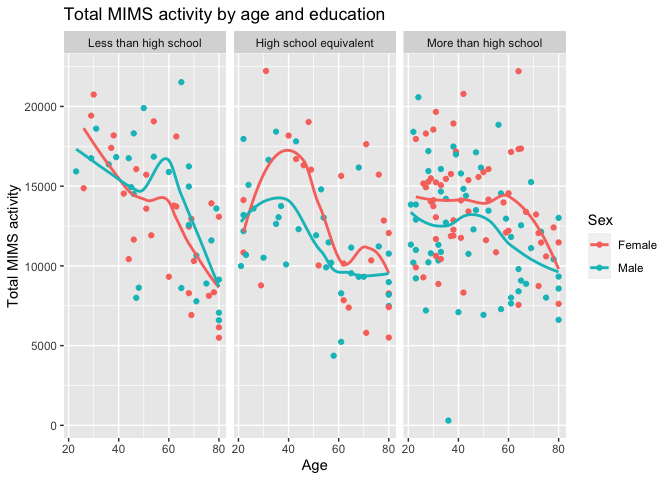 Total MIMS activity by age and education
Less than high school
High school equivalent
More than high school
Total MIMS activity
20000
15000
10000
5000
0
20 40 60 80
20 40 60 80
20 40 60 80
Age
Sex
Female
Male